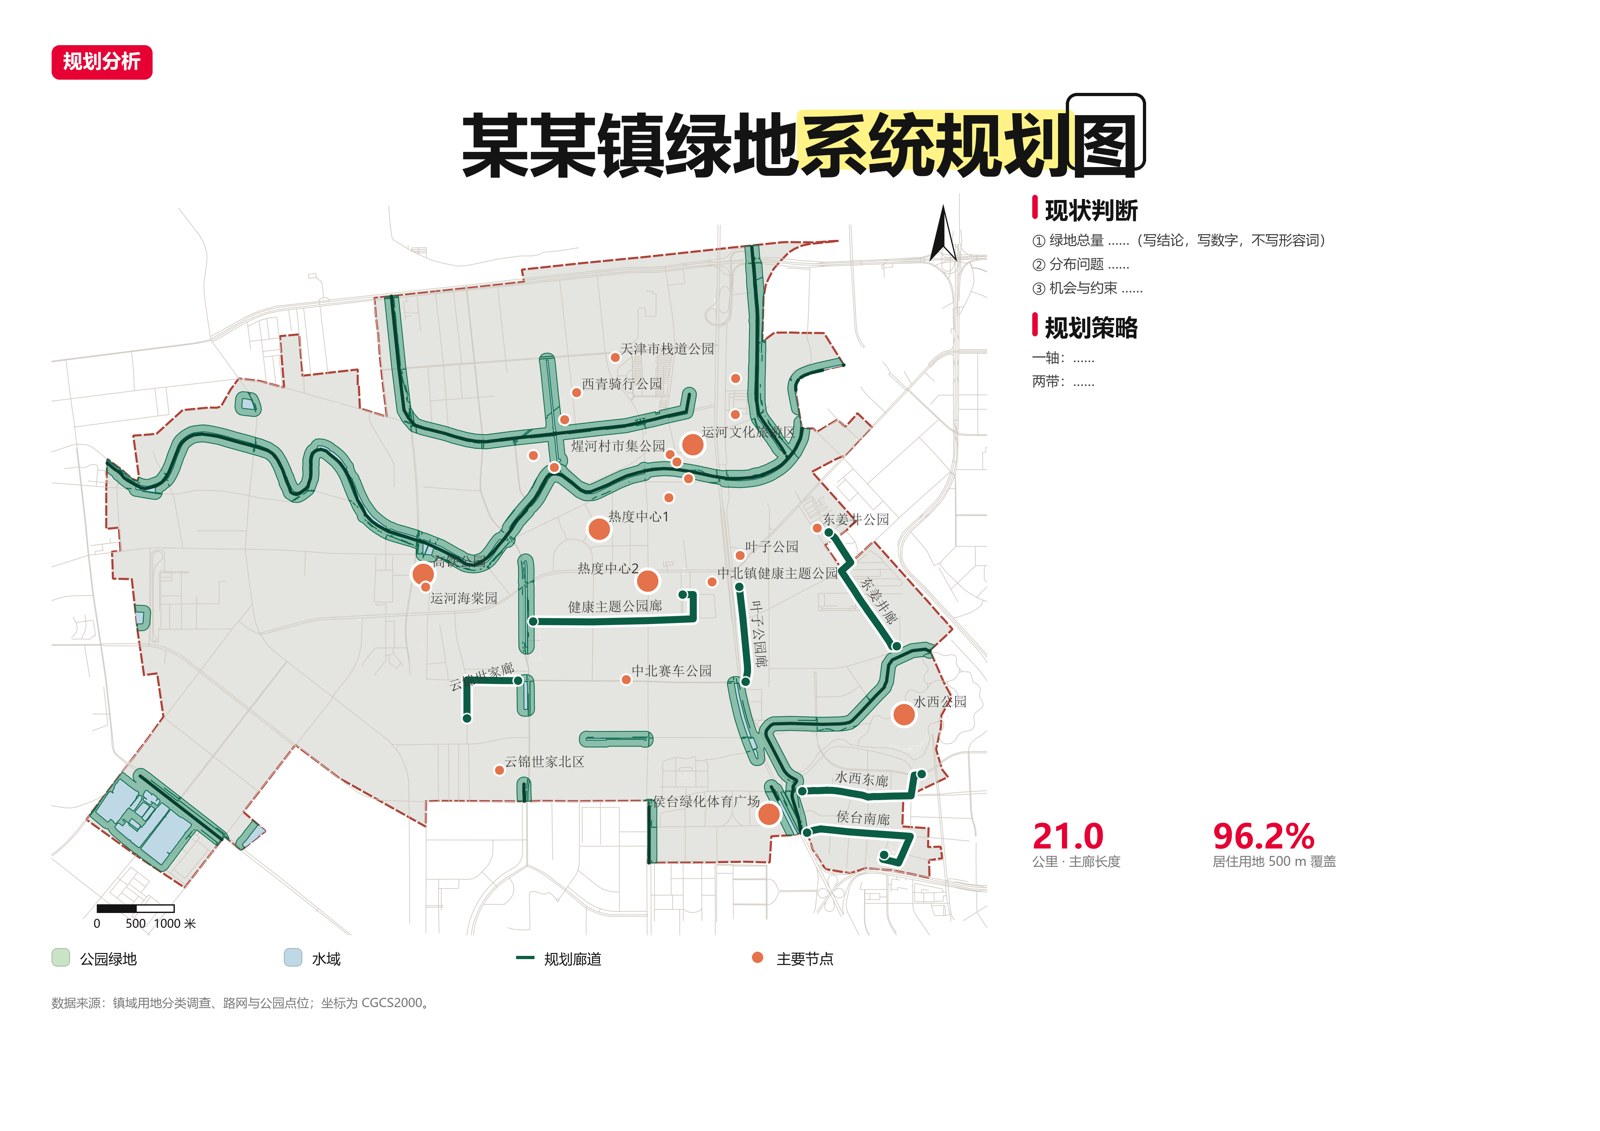 规划分析
某某镇绿地系统规划图
现状判断
① 绿地总量 ……（写结论，写数字，不写形容词）
② 分布问题 ……
③ 机会与约束 ……
规划策略
一轴：……
两带：……
天津市栈道公园
西青骑行公园
运河文化旅游区
煋河村市集公园
热度中心1
东姜井公园
叶子公园
热度中心2
中北镇健康主题公园
运河海棠园
健康主题公园廊
东姜井廊
叶子公园廊
云锦世家廊
中北赛车公园
水西公园
云锦世家北区
水西东廊
侯台绿化体育广场
侯台南廊
21.0
公里 · 主廊长度
96.2%
居住用地 500 m 覆盖
0 500 1000 米
公园绿地
水域
规划廊道
主要节点
数据来源：镇域用地分类调查、路网与公园点位；坐标为 CGCS2000。